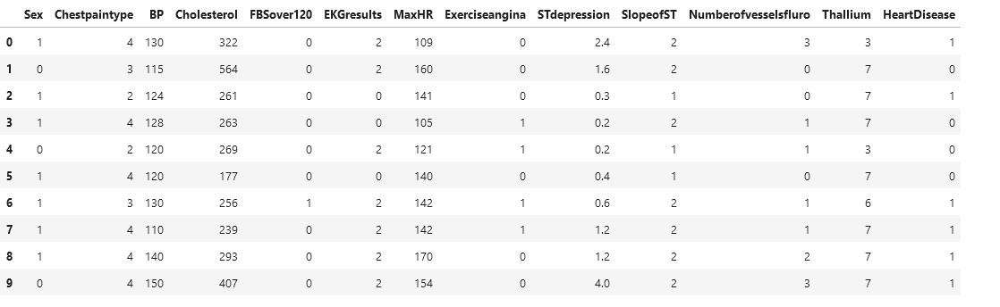 Sex Chestpaintype BP Cholesterol FBSover120 EKGresults MaxHR Exerciseangina STdepression SlopeofST Numberofvesselsfluro Thallium HeartDisease
0 1 4 130 322 0 2 109 0 2.4 2 3 3 1
1 0 3 115 564 0 2 160 0 1.6 2 0 7 0
2 1 2 124 261 0 0 141 0 0.3 1 0 7 1
3 1 4 128 263 0 0 105 1 0.2 2 1 7 0
4 0 2 120 269 0 2 121 1 0.2 1 1 3 0
5 1 4 120 177 0 0 140 0 0.4 1 0 7 0
6 1 3 130 256 1 2 142 1 0.6 2 1 6 1
7 1 4 110 239 0 2 142 1 1.2 2 1 7 1
8 1 4 140 293 0 2 170 0 1.2 2 2 7 1
9 0 4 150 407 0 2 154 0 4.0 2 3 7 1